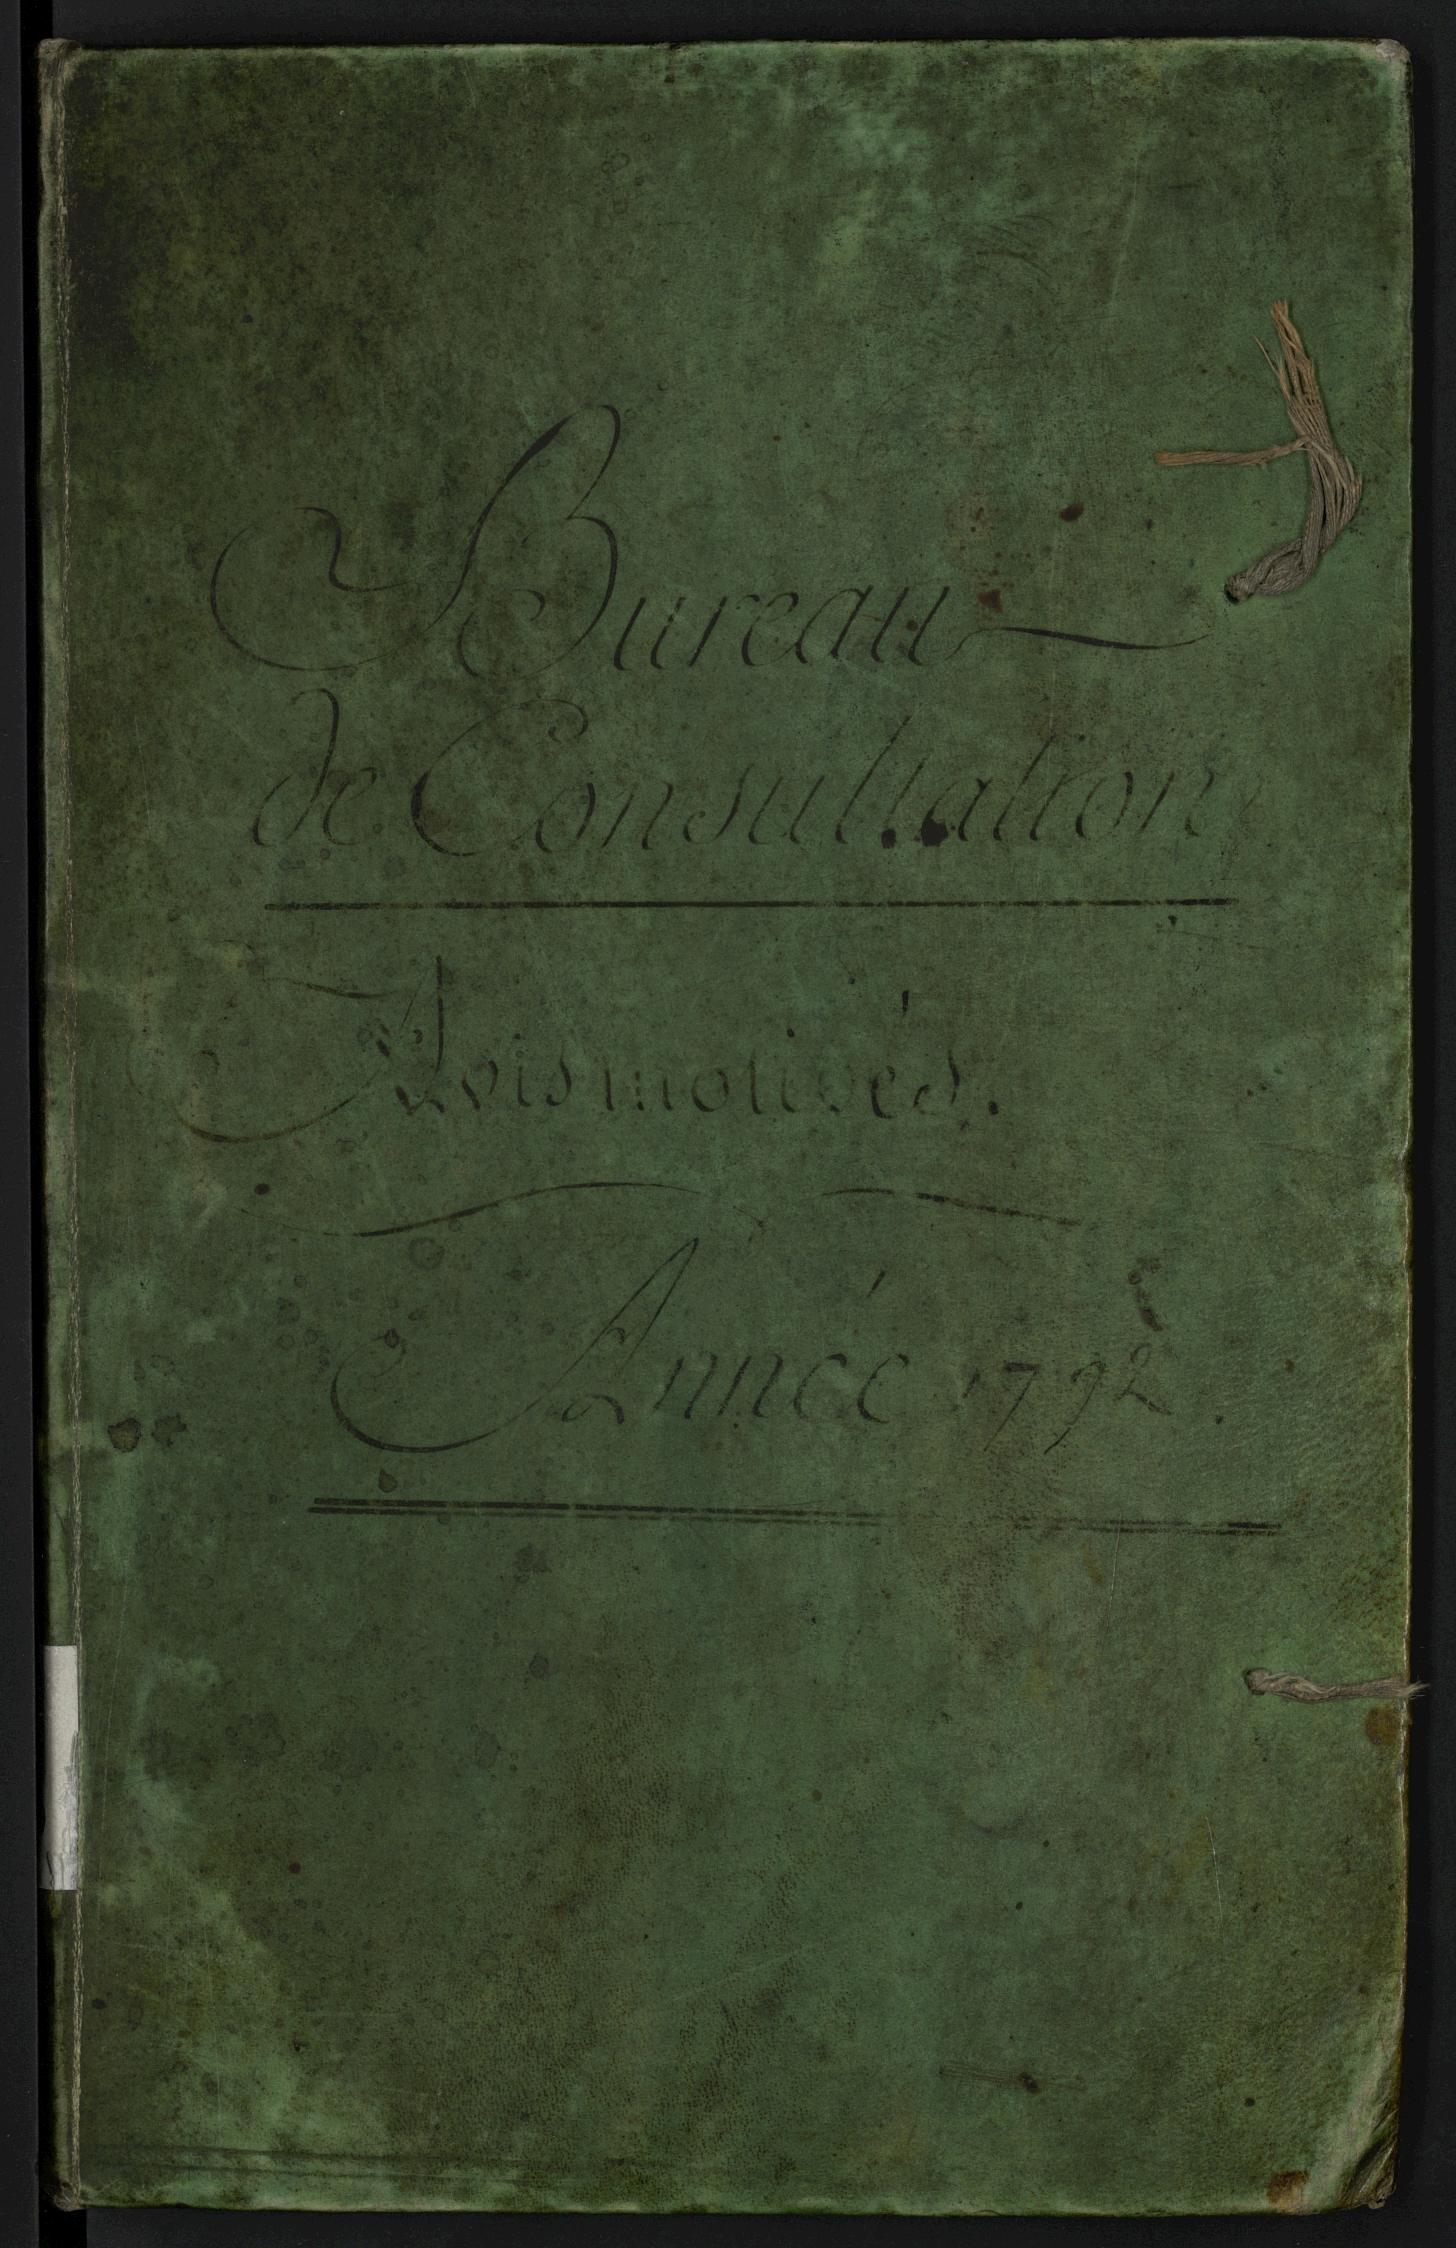 Bureau
de Consultation
Avis motivés.
Année 1792.